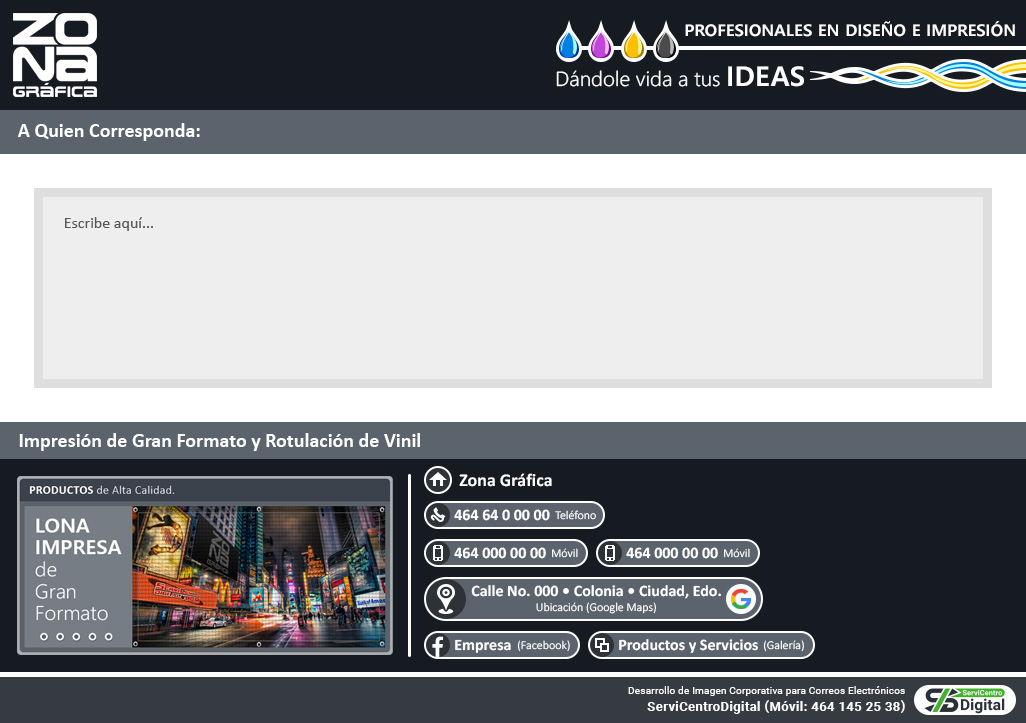 ZONA
GRÁFICA
PROFESIONALES EN DISEÑO E IMPRESIÓN
Dándole vida a tus IDEAS
A Quien Corresponda:
Escribe aquí...
Impresión de Gran Formato y Rotulación de Vinil
PRODUCTOS de Alta Calidad.
LONA
IMPRESA
de
Gran
Formato
Zona Gráfica
464 64 0 00 00 Teléfono
464 000 00 00 Móvil
464 000 00 00 Móvil
Calle No. 000 • Colonia • Ciudad, Edo.
Ubicación (Google Maps)
Empresa (Facebook)
Productos y Servicios (Galería)
Desarrollo de Imagen Corporativa para Correos Electrónicos
ServiCentroDigital (Móvil: 464 145 25 38)
ServiCentro
Digital